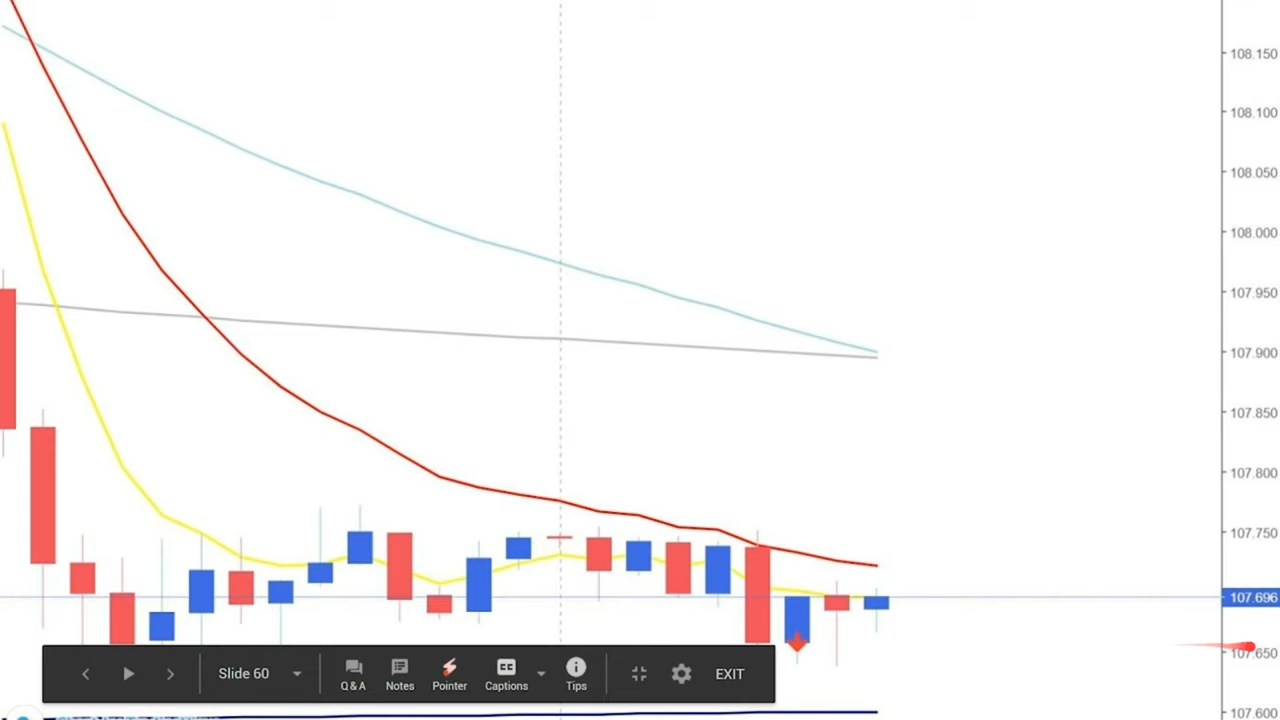 108.150
108.100
108.050
108.000
107.950
107.900
107.850
107.800
107.750
107.696
107.650
107.600
Slide 60
Q&A
Notes
Pointer
CC
Captions
Tips
EXIT